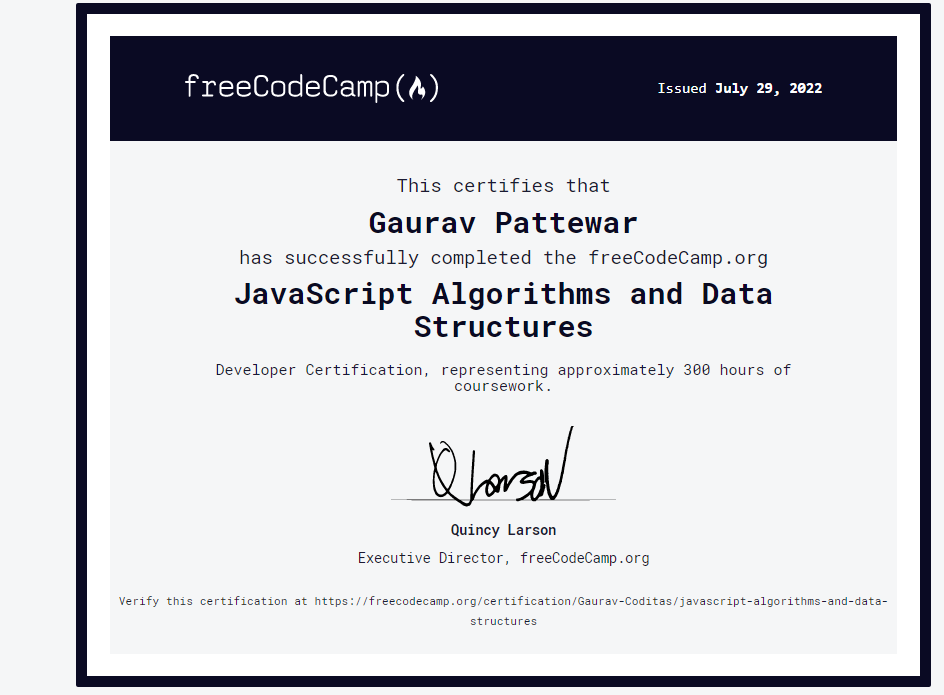 freeCodeCamp(🔥)
Issued July 29, 2022
This certifies that
Gaurav Pattewar
has successfully completed the freeCodeCamp.org
JavaScript Algorithms and Data
Structures
Developer Certification, representing approximately 300 hours of
coursework.
Q Larson
Quincy Larson
Executive Director, freeCodeCamp.org
Verify this certification at https://freecodecamp.org/certification/Gaurav-Coditas/javascript-algorithms-and-data-
structures